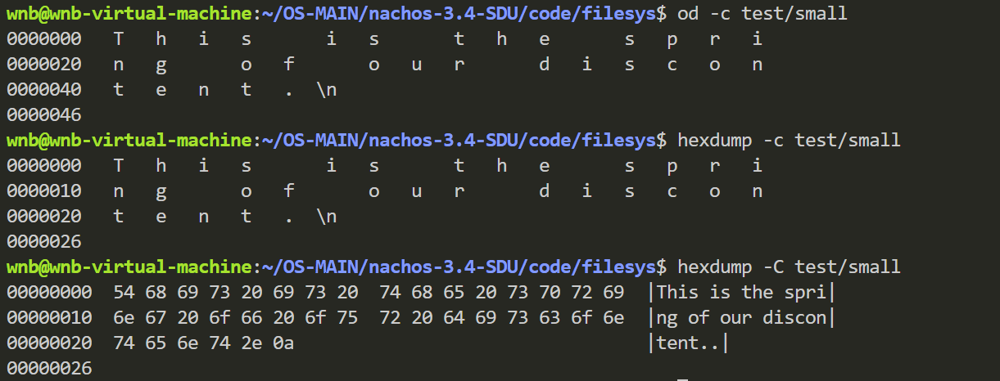 wnb@wnb-virtual-machine:~/OS-MAIN/nachos-3.4-SDU/code/filesys$ od -c test/small
0000000   T   h   i   s       i   s       t   h   e       s   p   r   i
0000020   n   g       o   f       o   u   r       d   i   s   c   o   n
0000040   t   e   n   t   .  \n
0000046
wnb@wnb-virtual-machine:~/OS-MAIN/nachos-3.4-SDU/code/filesys$ hexdump -c test/small
0000000   T   h   i   s       i   s       t   h   e       s   p   r   i
0000010   n   g       o   f       o   u   r       d   i   s   c   o   n
0000020   t   e   n   t   .  \n
0000026
wnb@wnb-virtual-machine:~/OS-MAIN/nachos-3.4-SDU/code/filesys$ hexdump -C test/small
00000000  54 68 69 73 20 69 73 20  74 68 65 20 73 70 72 69  |This is the spri|
00000010  6e 67 20 6f 66 20 6f 75  72 20 64 69 73 63 6f 6e  |ng of our discon|
00000020  74 65 6e 74 2e 0a                                 |tent..|
00000026